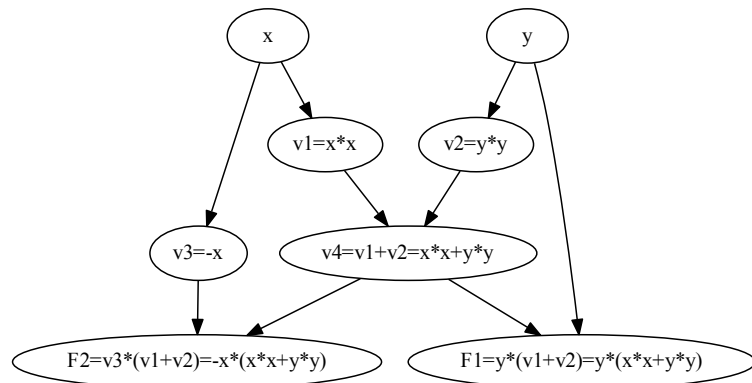 x
y
v1=x*x
v2=y*y
v3=-x
v4=v1+v2=x*x+y*y
F2=v3*(v1+v2)=-x*(x*x+y*y)
F1=y*(v1+v2)=y*(x*x+y*y)